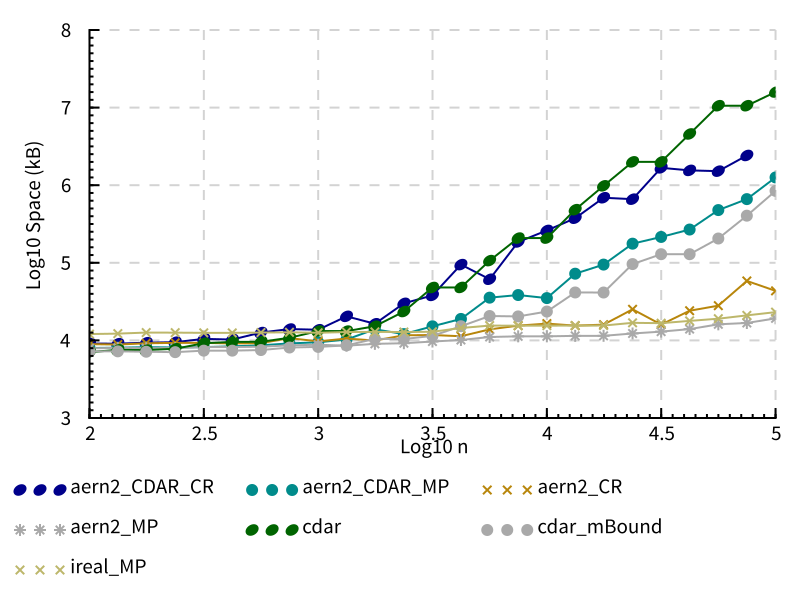 8
7
6
5
4
3
Log10 Space (kB)
2 2.5 3 3.5 4 4.5 5
Log10 n
aern2_CDAR_CR aern2_CDAR_MP aern2_CR
aern2_MP cdar cdar_mBound
ireal_MP